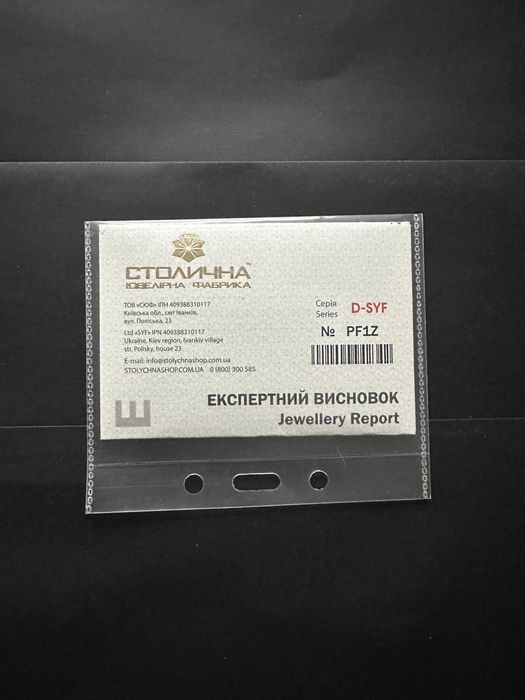 СТОЛИЧНА™
ЮВЕЛІРНА ФАБРИКА
ТОВ «СЮФ» ІПН 409388310117
Київська обл., смт Іванків,
вул. Поліська, 23
Ltd «SYF» IPN 409388310117
Ukraine, Kiev region, Ivankiv village
str. Polisky, house 23
E-mail: info@stolychnashop.com.ua
STOLYCHNASHOP.COM.UA 0 (800) 300 585
Серія
Series
D-SYF
№ PF1Z
ЕКСПЕРТНИЙ ВИСНОВОК
Jewellery Report